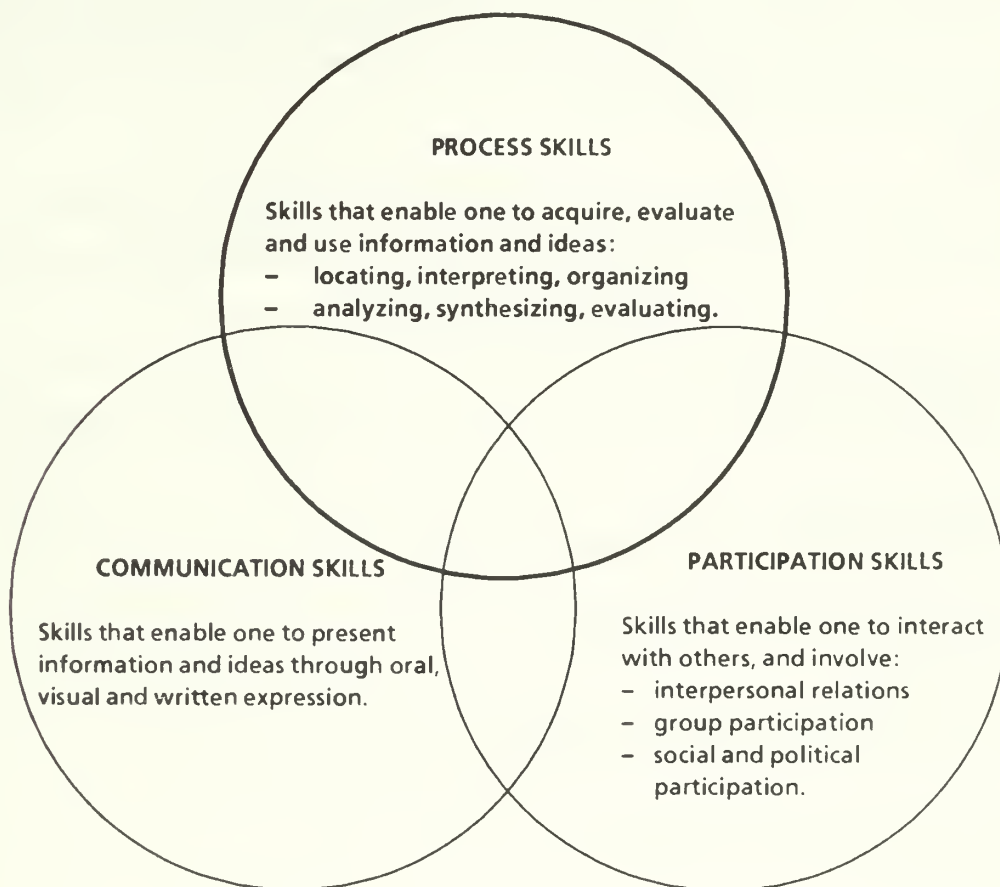 PROCESS SKILLS
Skills that enable one to acquire, evaluate
and use information and ideas:
– locating, interpreting, organizing
– analyzing, synthesizing, evaluating.
COMMUNICATION SKILLS
Skills that enable one to present
information and ideas through oral,
visual and written expression.
PARTICIPATION SKILLS
Skills that enable one to interact
with others, and involve:
– interpersonal relations
– group participation
– social and political
participation.